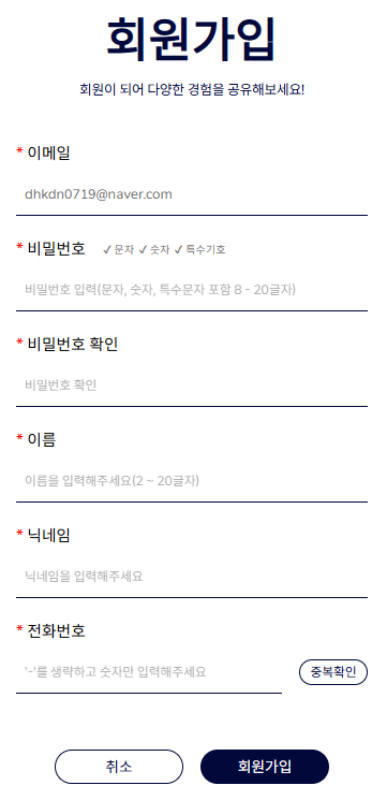 회원가입
회원이 되어 다양한 경험을 공유해보세요!
* 이메일
dhkdn0719@naver.com
* 비밀번호 ✓ 문자 ✓ 숫자 ✓ 특수기호
비밀번호 입력(문자, 숫자, 특수문자 포함 8 - 20글자)
* 비밀번호 확인
비밀번호 확인
* 이름
이름을 입력해주세요(2 ~ 20글자)
* 닉네임
닉네임을 입력해주세요
* 전화번호
'-'를 생략하고 숫자만 입력해주세요 중복확인
취소 회원가입